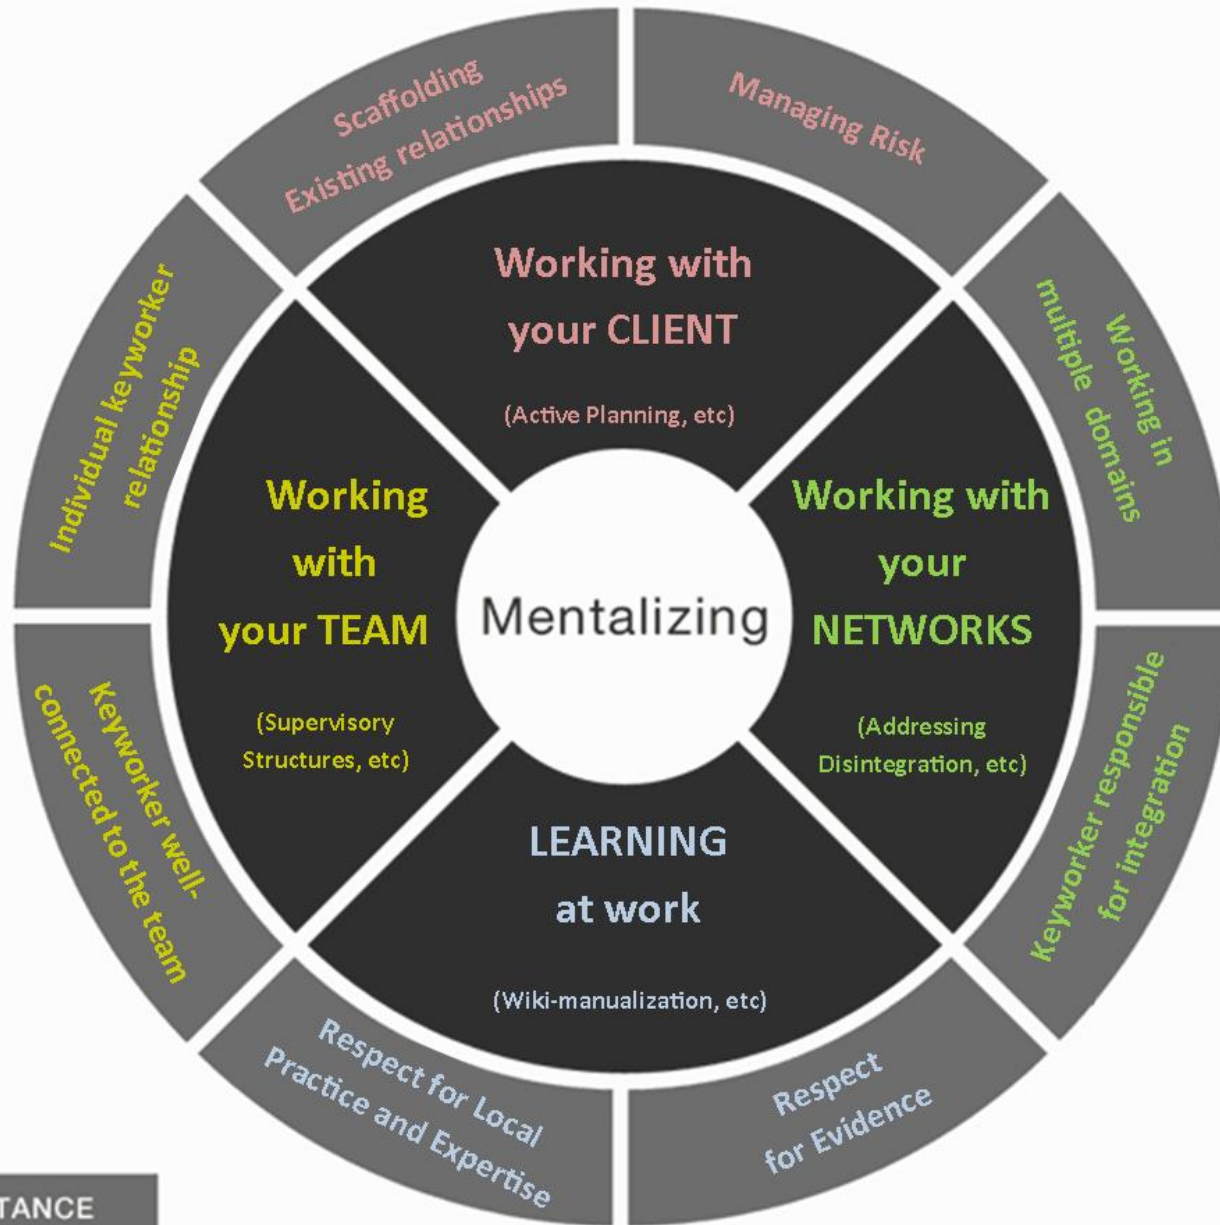 Scaffolding
Existing relationships
Managing Risk
Working in
multiple domains
Keyworker responsible
for integration
Respect
for Evidence
Respect for Local
Practice and Expertise
Keyworker well-
connected to the team
Individual keyworker
relationship
Working with
your CLIENT
(Active Planning, etc)
Working with
your
NETWORKS
(Addressing
Disintegration, etc)
LEARNING
at work
(Wiki-manualization, etc)
Working
with
your TEAM
(Supervisory
Structures, etc)
Mentalizing
TANCE